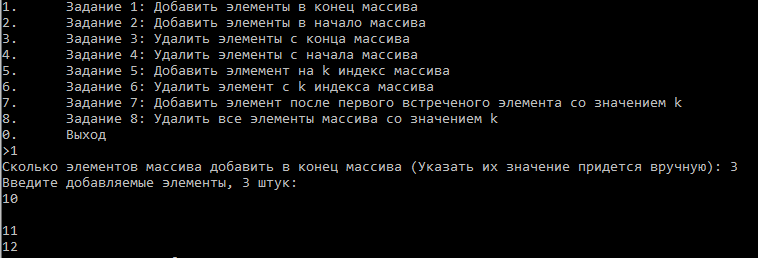 1. Задание 1: Добавить элементы в конец массива
2. Задание 2: Добавить элементы в начало массива
3. Задание 3: Удалить элементы с конца массива
4. Задание 4: Удалить элементы с начала массива
5. Задание 5: Добавить элмемент на k индекс массива
6. Задание 6: Удалить элемент с k индекса массива
7. Задание 7: Добавить элемент после первого встреченого элемента со значением k
8. Задание 8: Удалить все элементы массива со значением k
0. Выход
>1
Сколько элементов массива добавить в конец массива (Указать их значение придется вручную): 3
Введите добавляемые элементы, 3 штук:
10
11
12